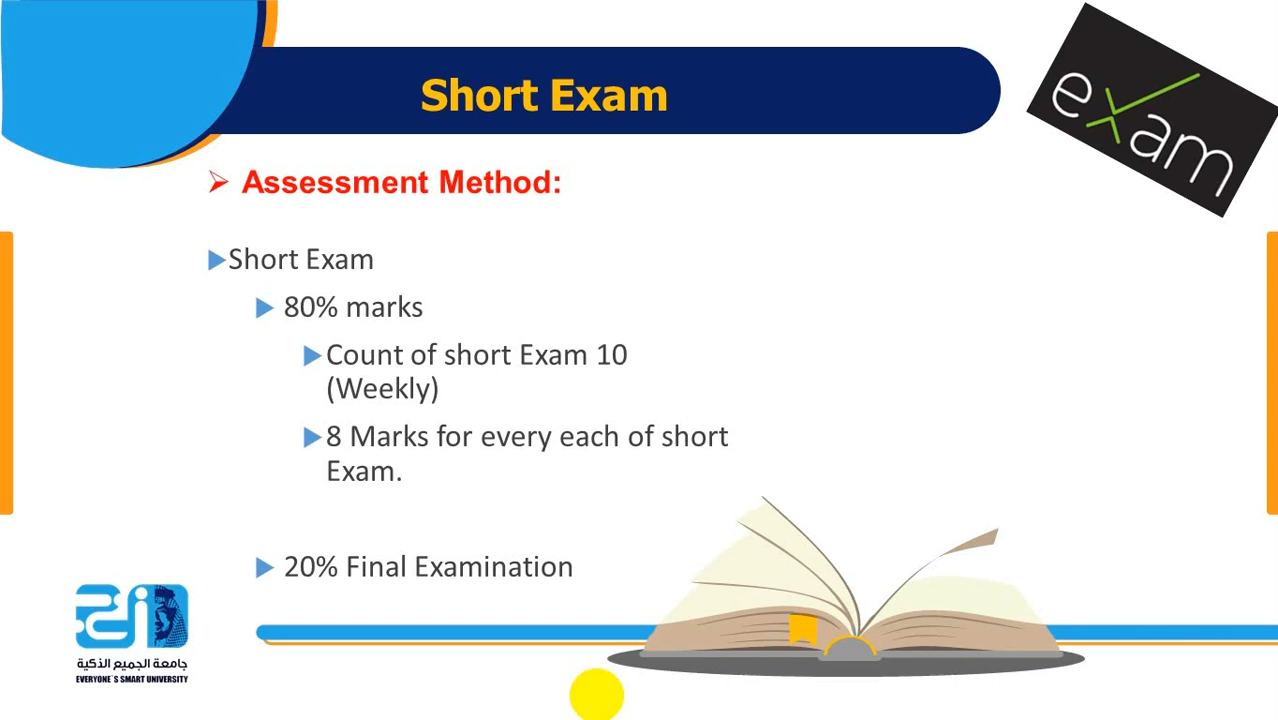 Short Exam
exam
Assessment Method:
Short Exam
80% marks
Count of short Exam 10
(Weekly)
8 Marks for every each of short
Exam.
20% Final Examination
جامعة الجميع الذكية
EVERYONE`S SMART UNIVERSITY